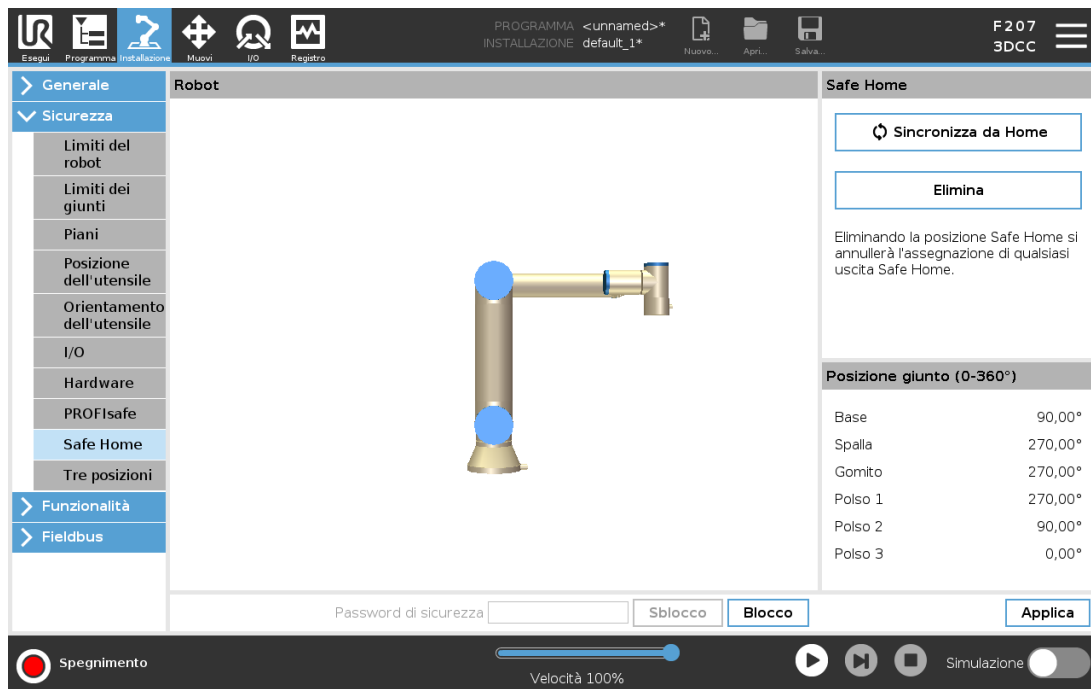 UR
Esegui
Programma
Installazione
Muovi
I/O
Registro
PROGRAMMA <unnamed>*
INSTALLAZIONE default_1*
Nuovo...
Apri...
Salva...
F207
3DCC
Generale
Sicurezza
Limiti del
robot
Limiti dei
giunti
Piani
Posizione
dell'utensile
Orientamento
dell'utensile
I/O
Hardware
PROFIsafe
Safe Home
Tre posizioni
Funzionalità
Fieldbus
Robot
Safe Home
Sincronizza da Home
Elimina
Eliminando la posizione Safe Home si
annullerà l'assegnazione di qualsiasi
uscita Safe Home.
Posizione giunto (0-360°)
Base 90,00°
Spalla 270,00°
Gomito 270,00°
Polso 1 270,00°
Polso 2 90,00°
Polso 3 0,00°
Password di sicurezza
Sblocco
Blocco
Applica
Spegnimento
Velocità 100%
Simulazione